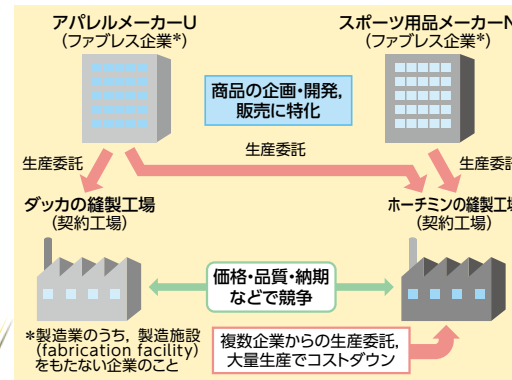 アパレルメーカーU
(ファブレス企業*)
スポーツ用品メーカーN
(ファブレス企業*)
商品の企画・開発,
販売に特化
生産委託
生産委託
生産委託
ダッカの縫製工場
(契約工場)
ホーチミンの縫製工場
(契約工場)
価格・品質・納期
などで競争
*製造業のうち, 製造施設
(fabrication facility)
をもたない企業のこと
複数企業からの生産委託,
大量生産でコストダウン